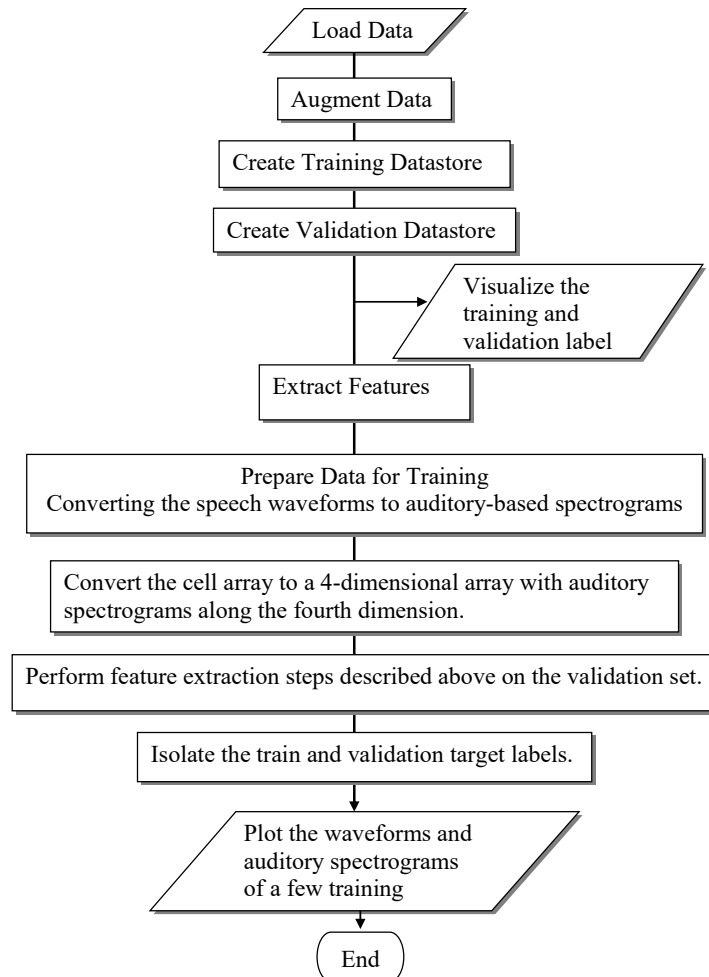 Load Data
Augment Data
Create Training Datastore
Create Validation Datastore
Visualize the
training and
validation label
Extract Features
Prepare Data for Training
Converting the speech waveforms to auditory-based spectrograms
Convert the cell array to a 4-dimensional array with auditory
spectrograms along the fourth dimension.
Perform feature extraction steps described above on the validation set.
Isolate the train and validation target labels.
Plot the waveforms and
auditory spectrograms
of a few training
End